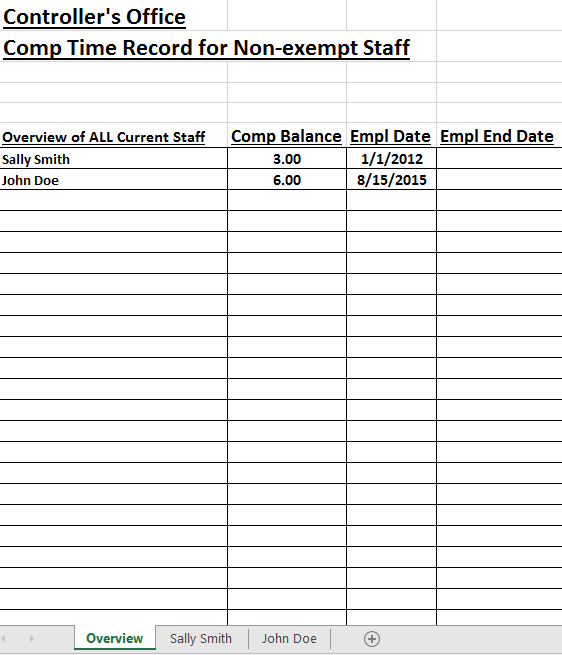 Controller's Office
Comp Time Record for Non-exempt Staff
Overview of ALL Current Staff Comp Balance Empl Date Empl End Date
Sally Smith 3.00 1/1/2012
John Doe 6.00 8/15/2015
Overview Sally Smith John Doe